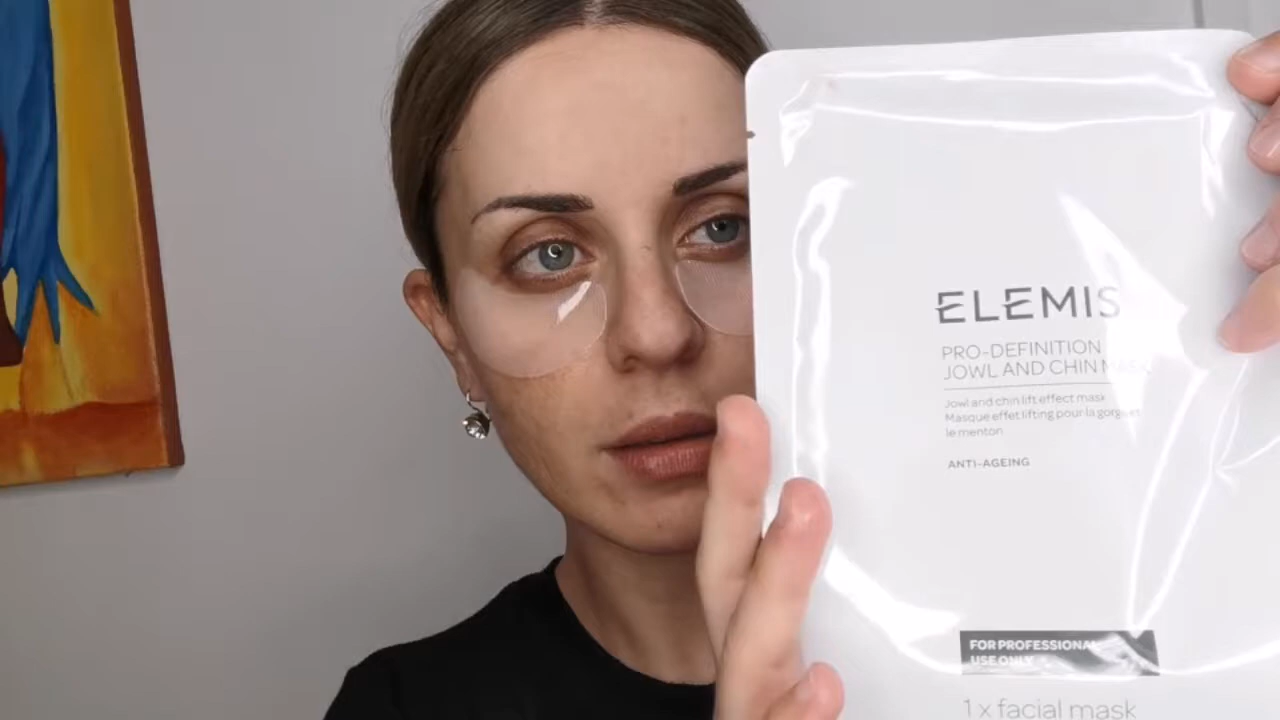 ELEMIS
PRO-DEFINITION
JOWL AND CHIN MASK
Jowl and chin lift effect mask
Masque effet lifting pour la gorge et
le menton
ANTI-AGEING
FOR PROFESSIONAL
USE ONLY
1 x facial mask